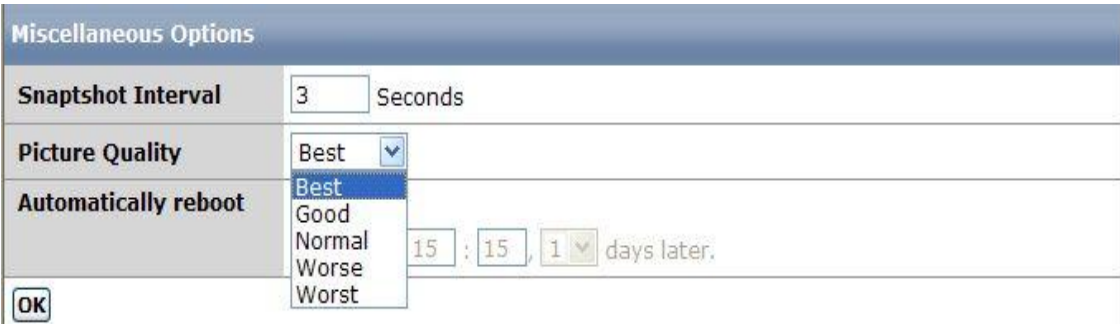 Miscellaneous Options
Snaptshot Interval 3 Seconds
Picture Quality Best
Best
Automatically reboot
Good
Normal
15 : 15 , 1 days later.
Worse
Worst
OK